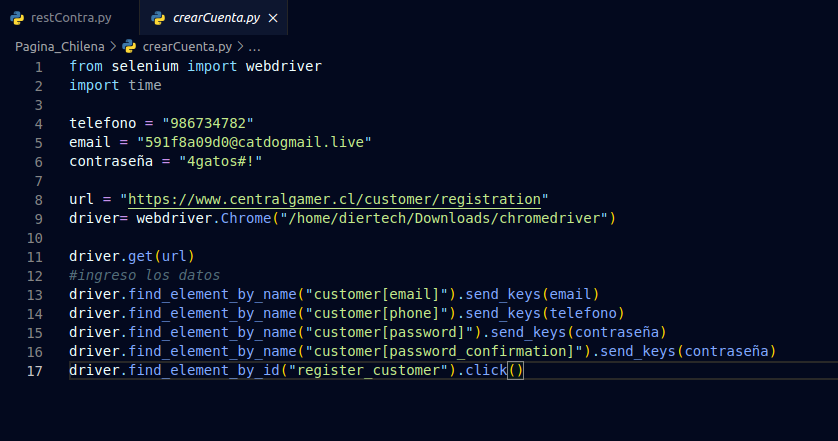 restContra.py
crearCuenta.py ×
Pagina_Chilena > crearCuenta.py > ...
1 from selenium import webdriver
2 import time
3
4 telefono = "986734782"
5 email = "591f8a09d0@catdogmail.live"
6 contraseña = "4gatos#!"
7
8 url = "https://www.centralgamer.cl/customer/registration"
9 driver= webdriver.Chrome("/home/diertech/Downloads/chromedriver")
10
11 driver.get(url)
12 #ingreso los datos
13 driver.find_element_by_name("customer[email]").send_keys(email)
14 driver.find_element_by_name("customer[phone]").send_keys(telefono)
15 driver.find_element_by_name("customer[password]").send_keys(contraseña)
16 driver.find_element_by_name("customer[password_confirmation]").send_keys(contraseña)
17 driver.find_element_by_id("register_customer").click()